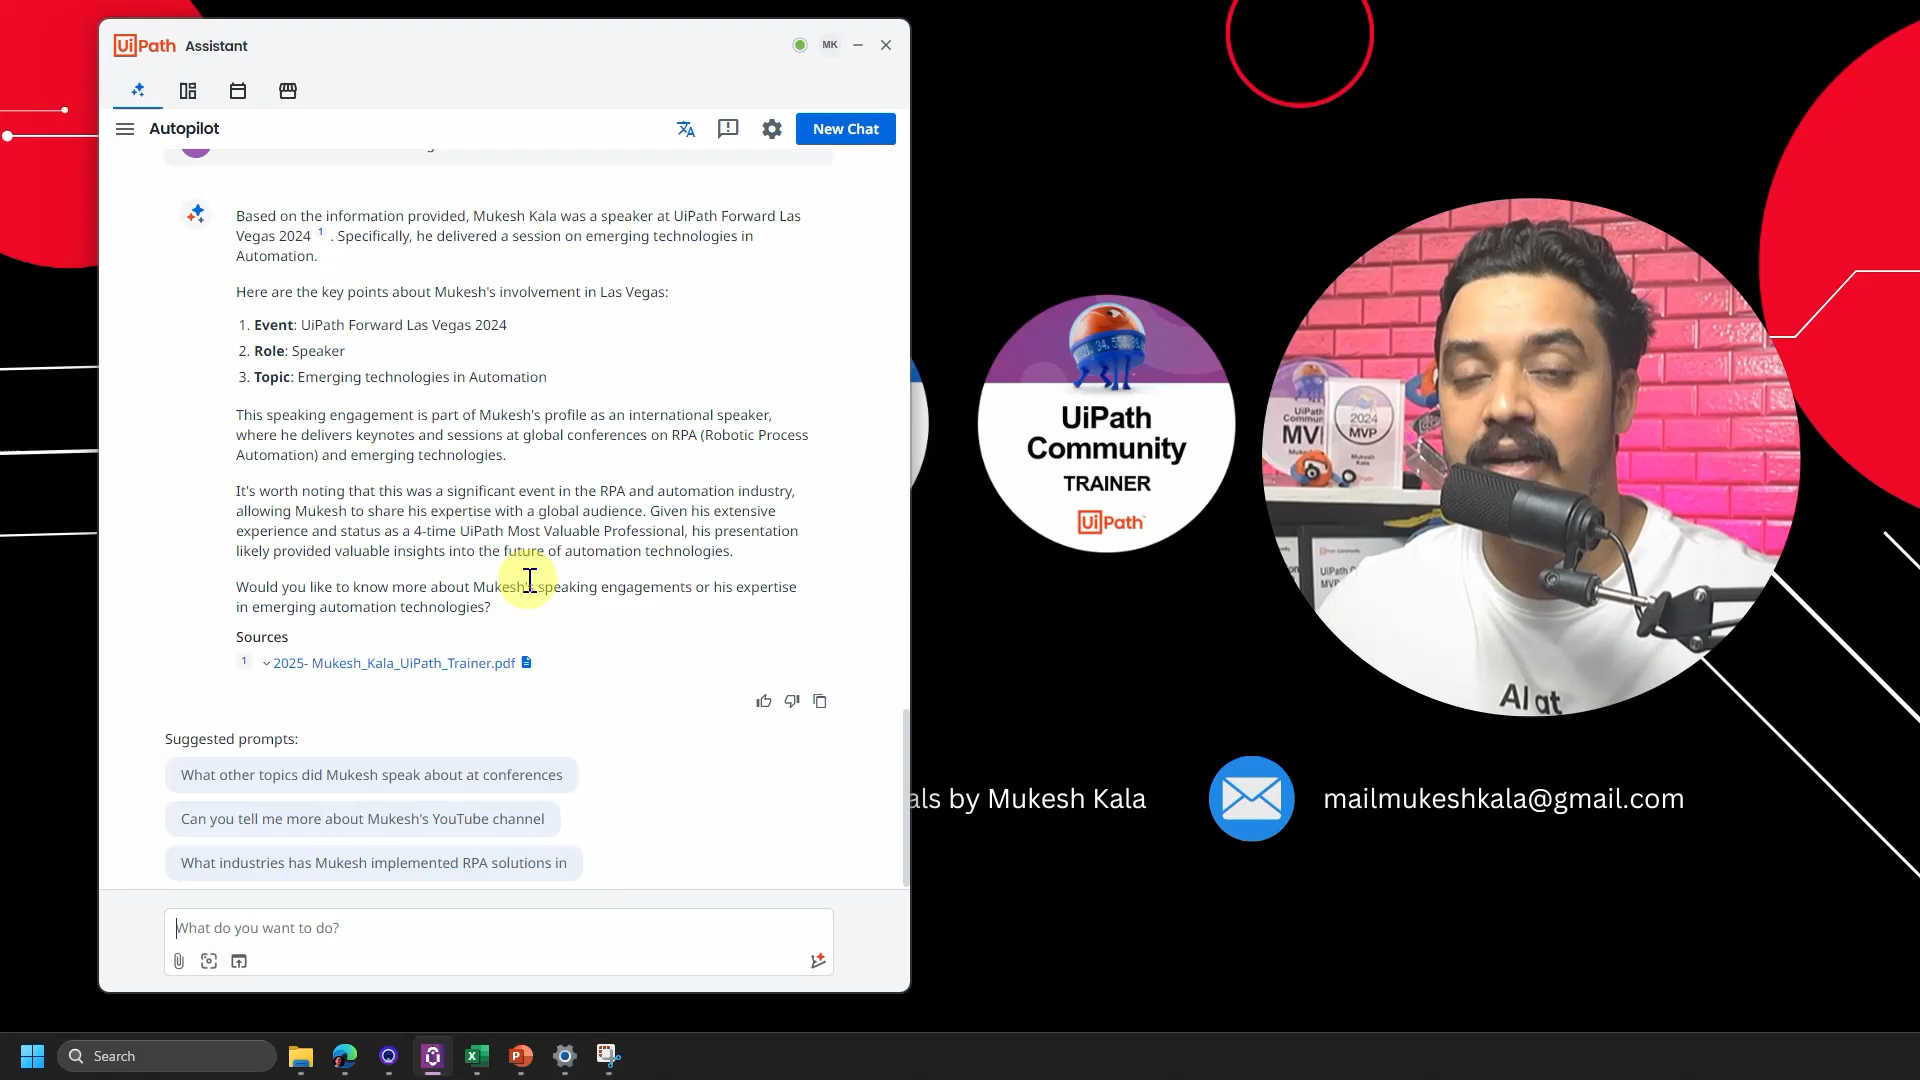 UiPath Assistant
MK
Autopilot
New Chat
Based on the information provided, Mukesh Kala was a speaker at UiPath Forward Las
Vegas 2024 1 . Specifically, he delivered a session on emerging technologies in
Automation.
Here are the key points about Mukesh's involvement in Las Vegas:
1. Event: UiPath Forward Las Vegas 2024
2. Role: Speaker
3. Topic: Emerging technologies in Automation
This speaking engagement is part of Mukesh's profile as an international speaker,
where he delivers keynotes and sessions at global conferences on RPA (Robotic Process
Automation) and emerging technologies.
It's worth noting that this was a significant event in the RPA and automation industry,
allowing Mukesh to share his expertise with a global audience. Given his extensive
experience and status as a 4-time UiPath Most Valuable Professional, his presentation
likely provided valuable insights into the future of automation technologies.
Would you like to know more about Mukesh's speaking engagements or his expertise
in emerging automation technologies?
Sources
1 2025- Mukesh_Kala_UiPath_Trainer.pdf
Suggested prompts:
What other topics did Mukesh speak about at conferences
Can you tell me more about Mukesh's YouTube channel
What industries has Mukesh implemented RPA solutions in
What do you want to do?
UiPath
Community
TRAINER
UiPath
UiPath
MVP
2024
MVP
Mukesh
Kala
AI at
als by Mukesh Kala
mailmukeshkala@gmail.com
Search